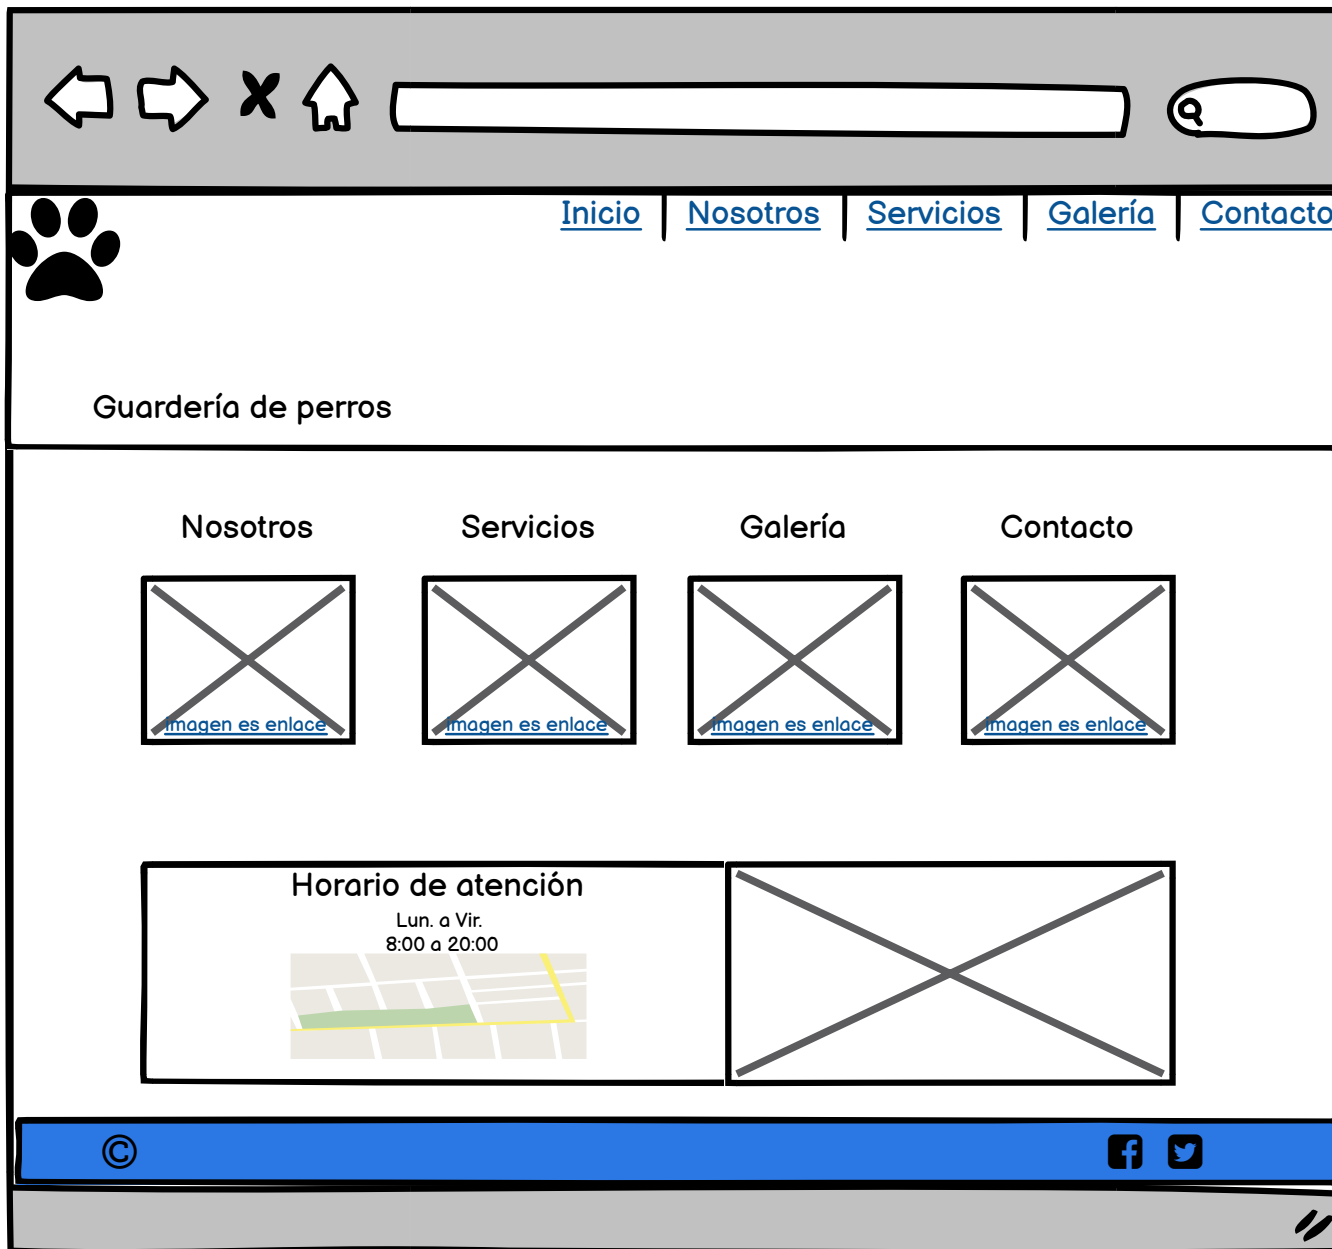 Inicio Nosotros Servicios Galería Contacto
Guardería de perros
Nosotros Servicios Galería Contacto
imagen es enlace imagen es enlace imagen es enlace imagen es enlace
Horario de atención
Lun. a Vir.
8:00 a 20:00
©